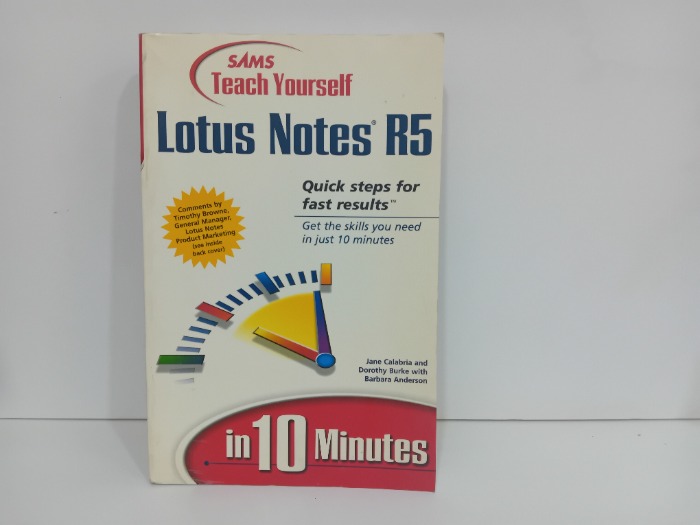 SAMS
Teach Yourself
Lotus Notes® R5
Quick steps for
fast results™
Get the skills you need
in just 10 minutes
Comments by
Timothy Browne,
General Manager,
Lotus Notes
Product Marketing
(see inside
back cover)
Jane Calabria and
Dorothy Burke with
Barbara Anderson
in 10 Minutes